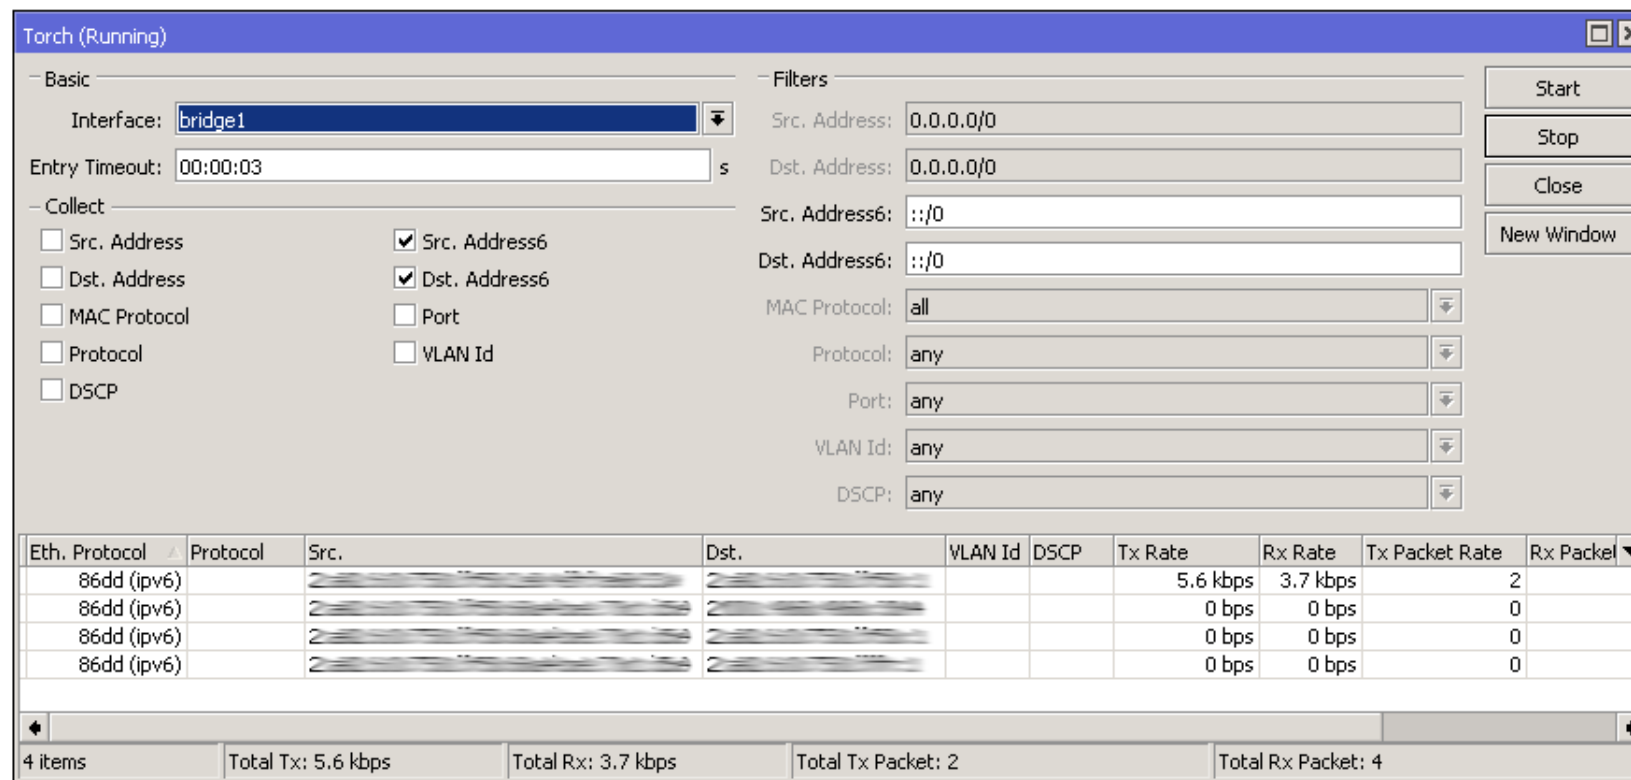 Torch (Running)
Basic
Interface: bridge1
Entry Timeout: 00:00:03 s
Collect
Src. Address
Src. Address6
Dst. Address
Dst. Address6
MAC Protocol
Port
Protocol
VLAN Id
DSCP
Filters
Src. Address: 0.0.0.0/0
Dst. Address: 0.0.0.0/0
Src. Address6: ::/0
Dst. Address6: ::/0
MAC Protocol: all
Protocol: any
Port: any
VLAN Id: any
DSCP: any
Start
Stop
Close
New Window
Eth. Protocol Protocol Src. Dst. VLAN Id DSCP Tx Rate Rx Rate Tx Packet Rate Rx Packet
86dd (ipv6) 5.6 kbps 3.7 kbps 2
86dd (ipv6) 0 bps 0 bps 0
86dd (ipv6) 0 bps 0 bps 0
86dd (ipv6) 0 bps 0 bps 0
4 items Total Tx: 5.6 kbps Total Rx: 3.7 kbps Total Tx Packet: 2 Total Rx Packet: 4